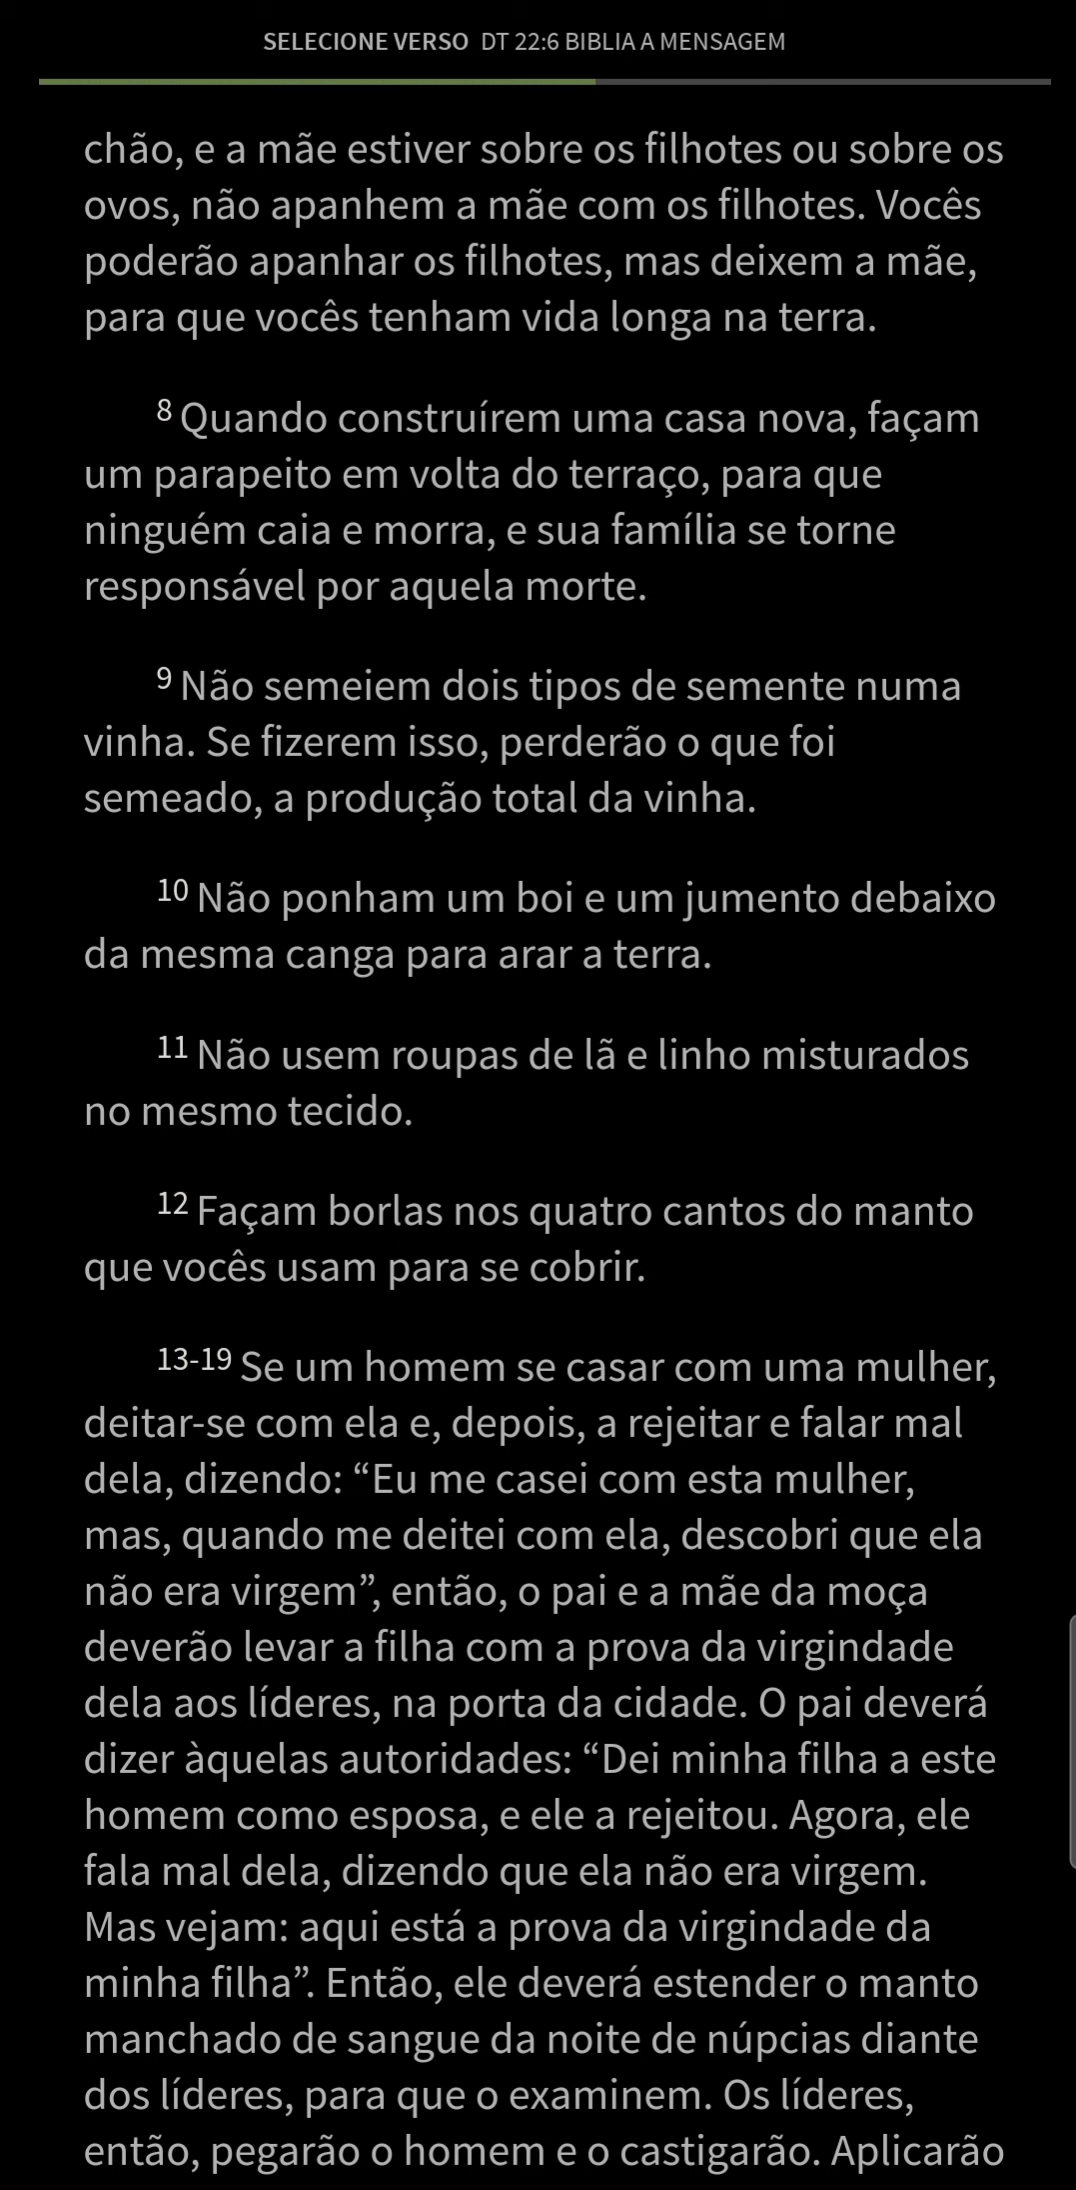 SELECIONE VERSO DT 22:6 BIBLIA A MENSAGEM
chão, e a mãe estiver sobre os filhotes ou sobre os
ovos, não apanhem a mãe com os filhotes. Vocês
poderão apanhar os filhotes, mas deixem a mãe,
para que vocês tenham vida longa na terra.
8 Quando construírem uma casa nova, façam
um parapeito em volta do terraço, para que
ninguém caia e morra, e sua família se torne
responsável por aquela morte.
9 Não semeiem dois tipos de semente numa
vinha. Se fizerem isso, perderão o que foi
semeado, a produção total da vinha.
10 Não ponham um boi e um jumento debaixo
da mesma canga para arar a terra.
11 Não usem roupas de lã e linho misturados
no mesmo tecido.
12 Façam borlas nos quatro cantos do manto
que vocês usam para se cobrir.
13-19 Se um homem se casar com uma mulher,
deitar-se com ela e, depois, a rejeitar e falar mal
dela, dizendo: “Eu me casei com esta mulher,
mas, quando me deitei com ela, descobri que ela
não era virgem”, então, o pai e a mãe da moça
deverão levar a filha com a prova da virgindade
dela aos líderes, na porta da cidade. O pai deverá
dizer àquelas autoridades: “Dei minha filha a este
homem como esposa, e ele a rejeitou. Agora, ele
fala mal dela, dizendo que ela não era virgem.
Mas vejam: aqui está a prova da virgindade da
minha filha”. Então, ele deverá estender o manto
manchado de sangue da noite de núpcias diante
dos líderes, para que o examinem. Os líderes,
então, pegarão o homem e o castigarão. Aplicarão